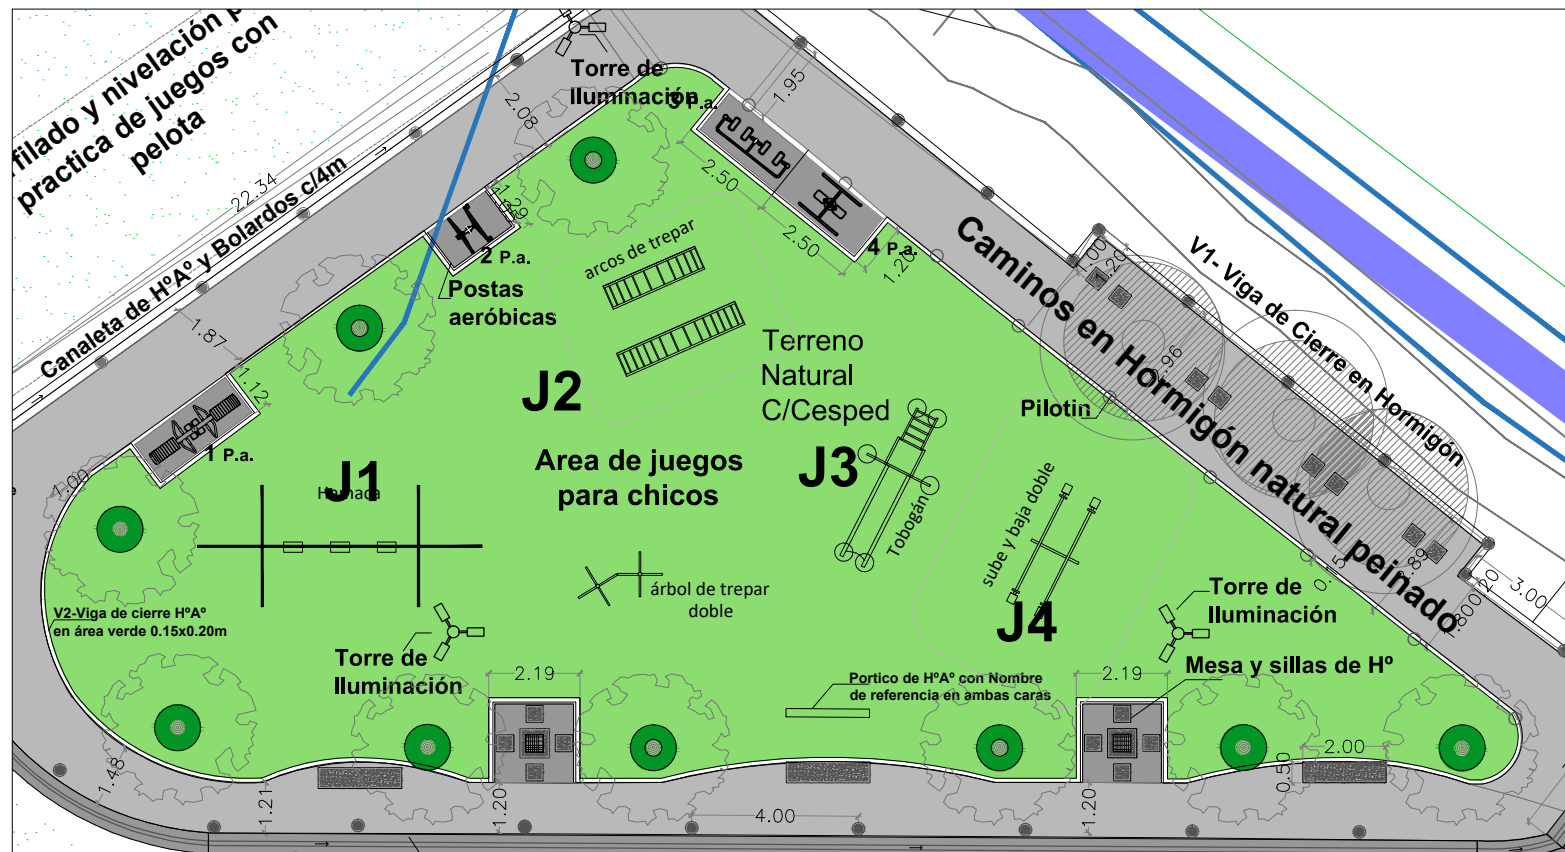 filado y nivelación
practica de juegos con
pelota
22.34
Canaleta de HºAº y Bolardos c/4m
Torre de
Iluminación
3 P.a.
1.95
2.08
2.50
2.50
4 P.a.
1.20
1.29
2 P.a.
Postas
aeróbicas
arcos de trepar
1.87
1.12
1 P.a.
1.00
J2
Terreno
Natural
C/Cesped
Caminos en Hormigón natural peinado
V1- Viga de Cierre en Hormigón
1.00
1.20
2.96
Pilotin
J1
Hamaca
Area de juegos
para chicos
J3
Tobogán
sube y baja doble
J4
árbol de trepar
doble
V2-Viga de cierre HºAº
en área verde 0.15x0.20m
Torre de
Iluminación
Torre de
Iluminación
3.00
Mesa y sillas de Hº
2.19
2.19
Portico de HºAº con Nombre
de referencia en ambas caras
1.48
1.21
1.20
4.00
1.20
0.50
2.00